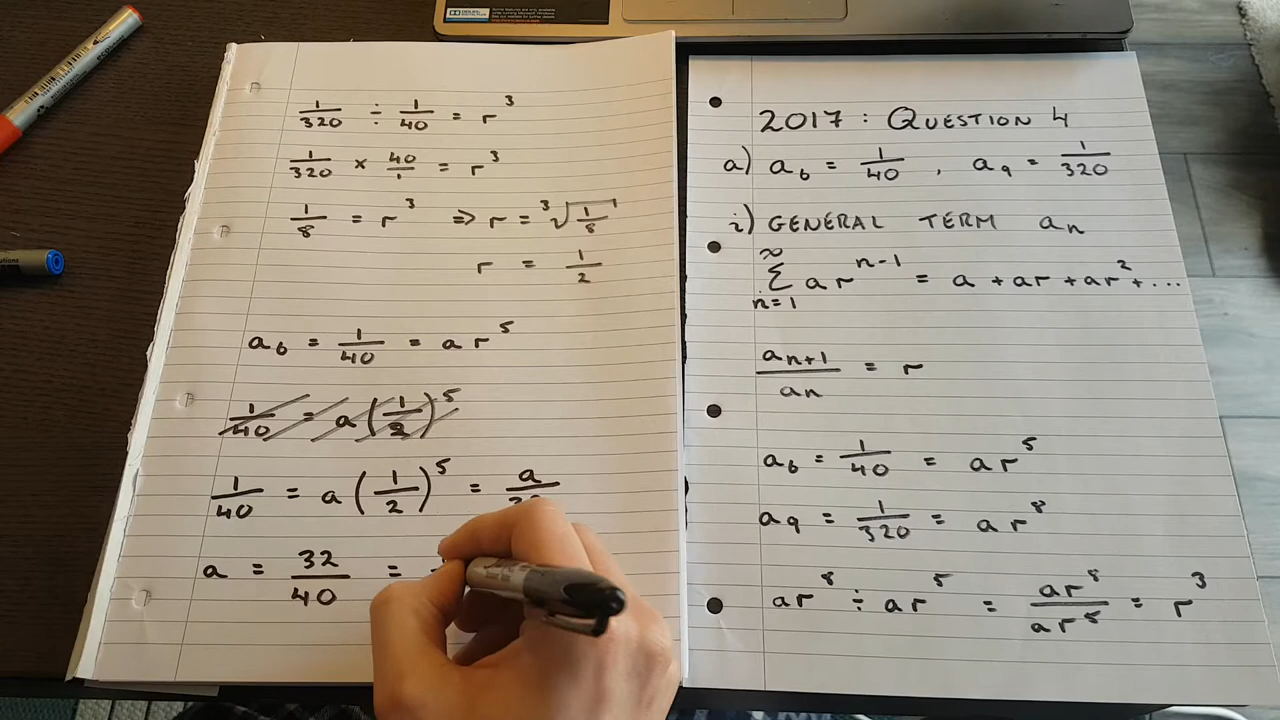 1/320 ÷ 1/40 = r³
1/320 × 40/1 = r³
1/8 = r³ ⇒ r = ³√(1/8)
r = 1/2
a₆ = 1/40 = ar⁵
1/40 = a(1/2)⁵
1/40 = a(1/2)⁵ = a/
a = 32/40 =
2017 : QUESTION 4
a) a₆ = 1/40 , a₉ = 1/320
i) GENERAL TERM aₙ
∞
Σ arⁿ⁻¹ = a + ar + ar² + ...
n=1
aₙ₊₁/aₙ = r
a₆ = 1/40 = ar⁵
a₉ = 1/320 = ar⁸
ar⁸ ÷ ar⁵ = ar⁸/ar⁵ = r³